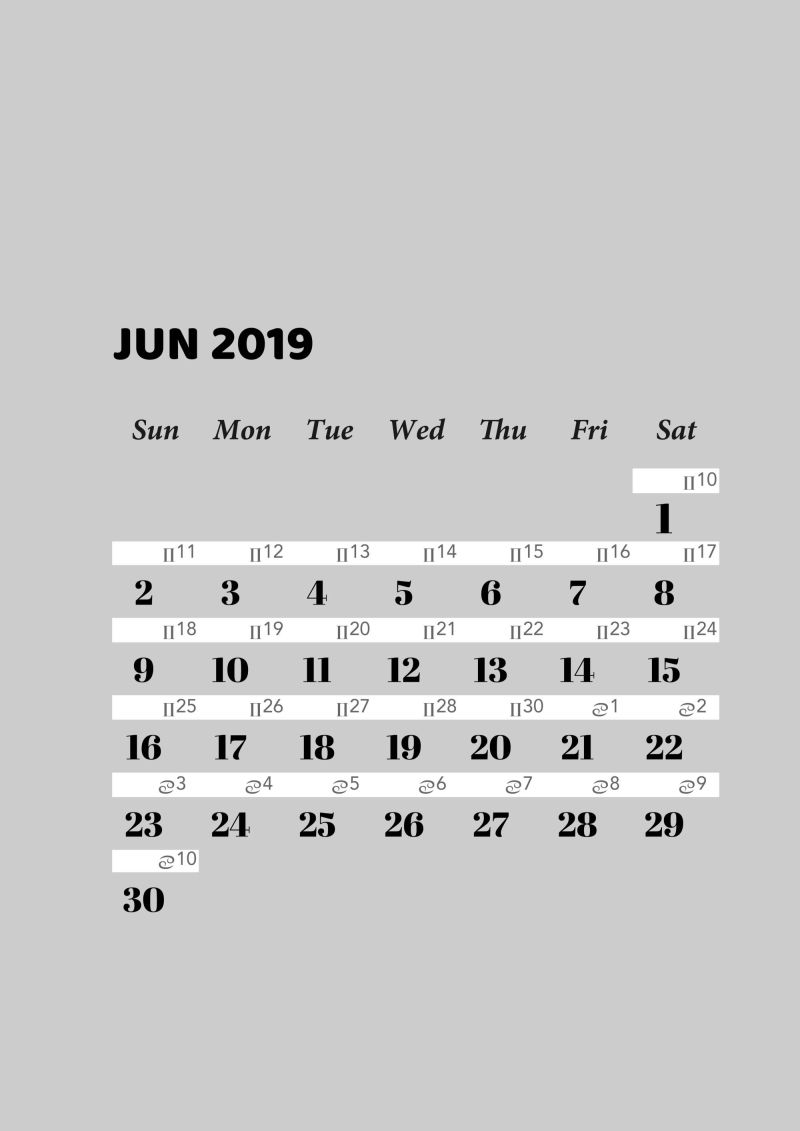 JUN 2019
Sun Mon Tue Wed Thu Fri Sat
♊10
1
♊11 ♊12 ♊13 ♊14 ♊15 ♊16 ♊17
2 3 4 5 6 7 8
♊18 ♊19 ♊20 ♊21 ♊22 ♊23 ♊24
9 10 11 12 13 14 15
♊25 ♊26 ♊27 ♊28 ♊30 ♋1 ♋2
16 17 18 19 20 21 22
♋3 ♋4 ♋5 ♋6 ♋7 ♋8 ♋9
23 24 25 26 27 28 29
♋10
30